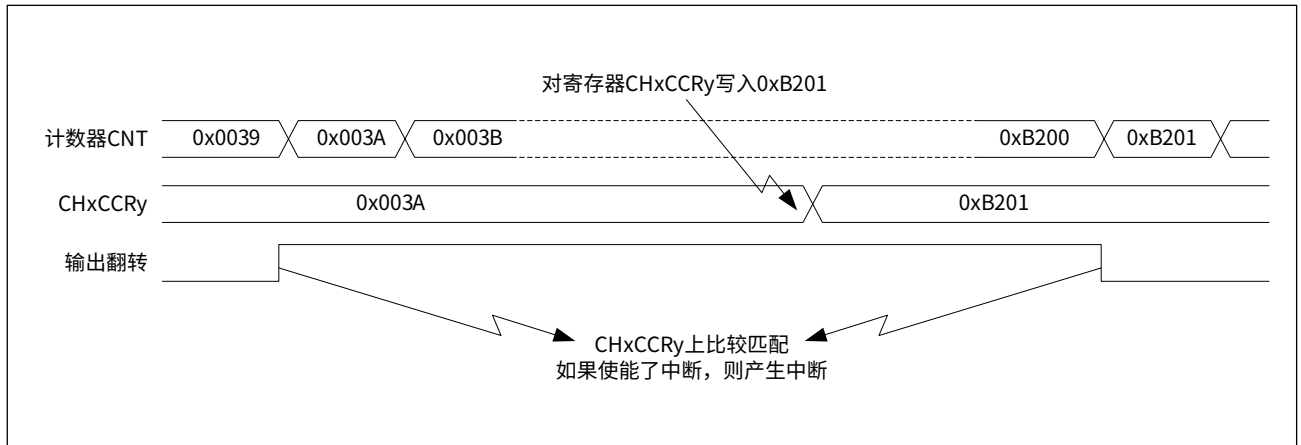 对寄存器CHxCCRy写入0xB201
计数器CNT 0x0039 0x003A 0x003B 0xB200 0xB201
CHxCCRy 0x003A 0xB201
输出翻转
CHxCCRy上比较匹配
如果使能了中断，则产生中断